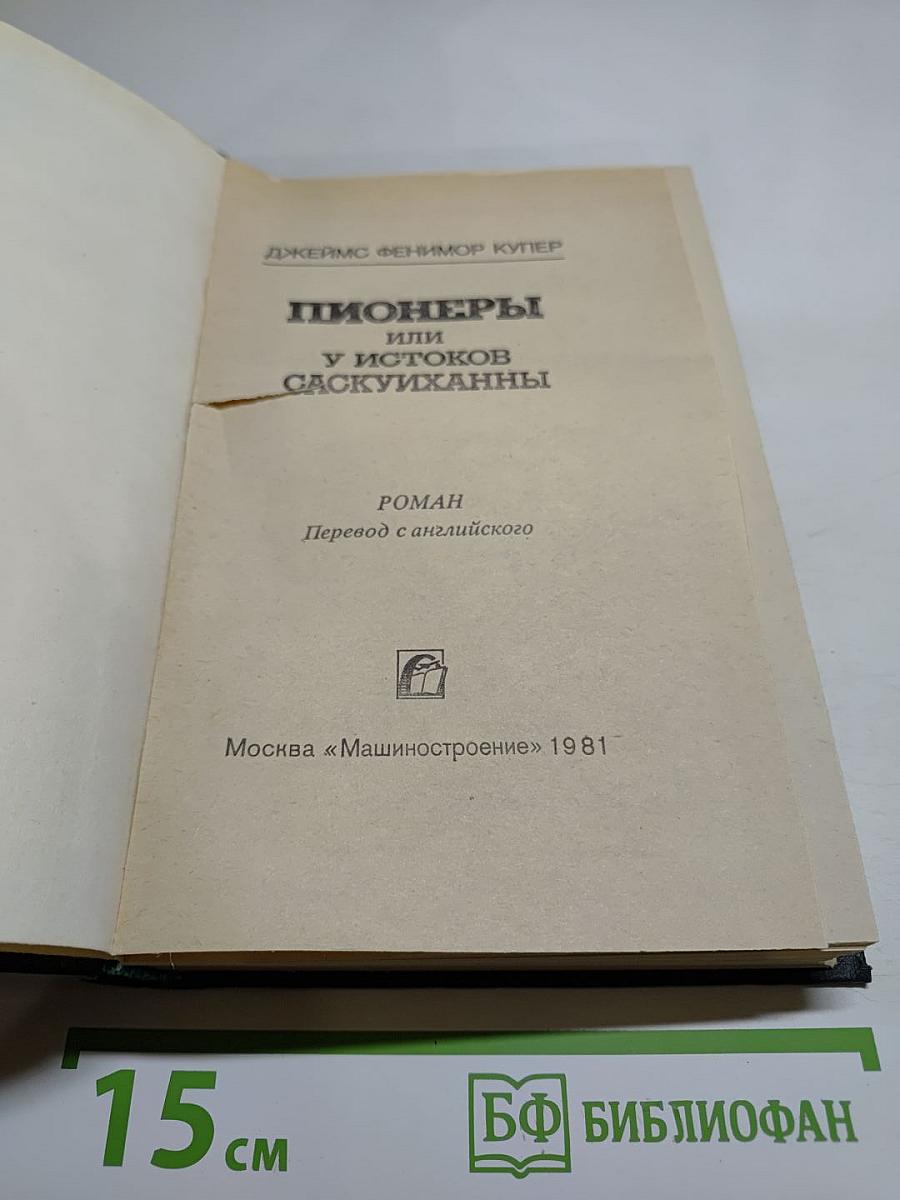 ДЖЕЙМС ФЕНИМОР КУПЕР
ПИОНЕРЫ
ИЛИ
У ИСТОКОВ
САСКУИХАННЫ
РОМАН
Перевод с английского
Москва «Машиностроение» 1981
15 см
БФ БИБЛИОФАН